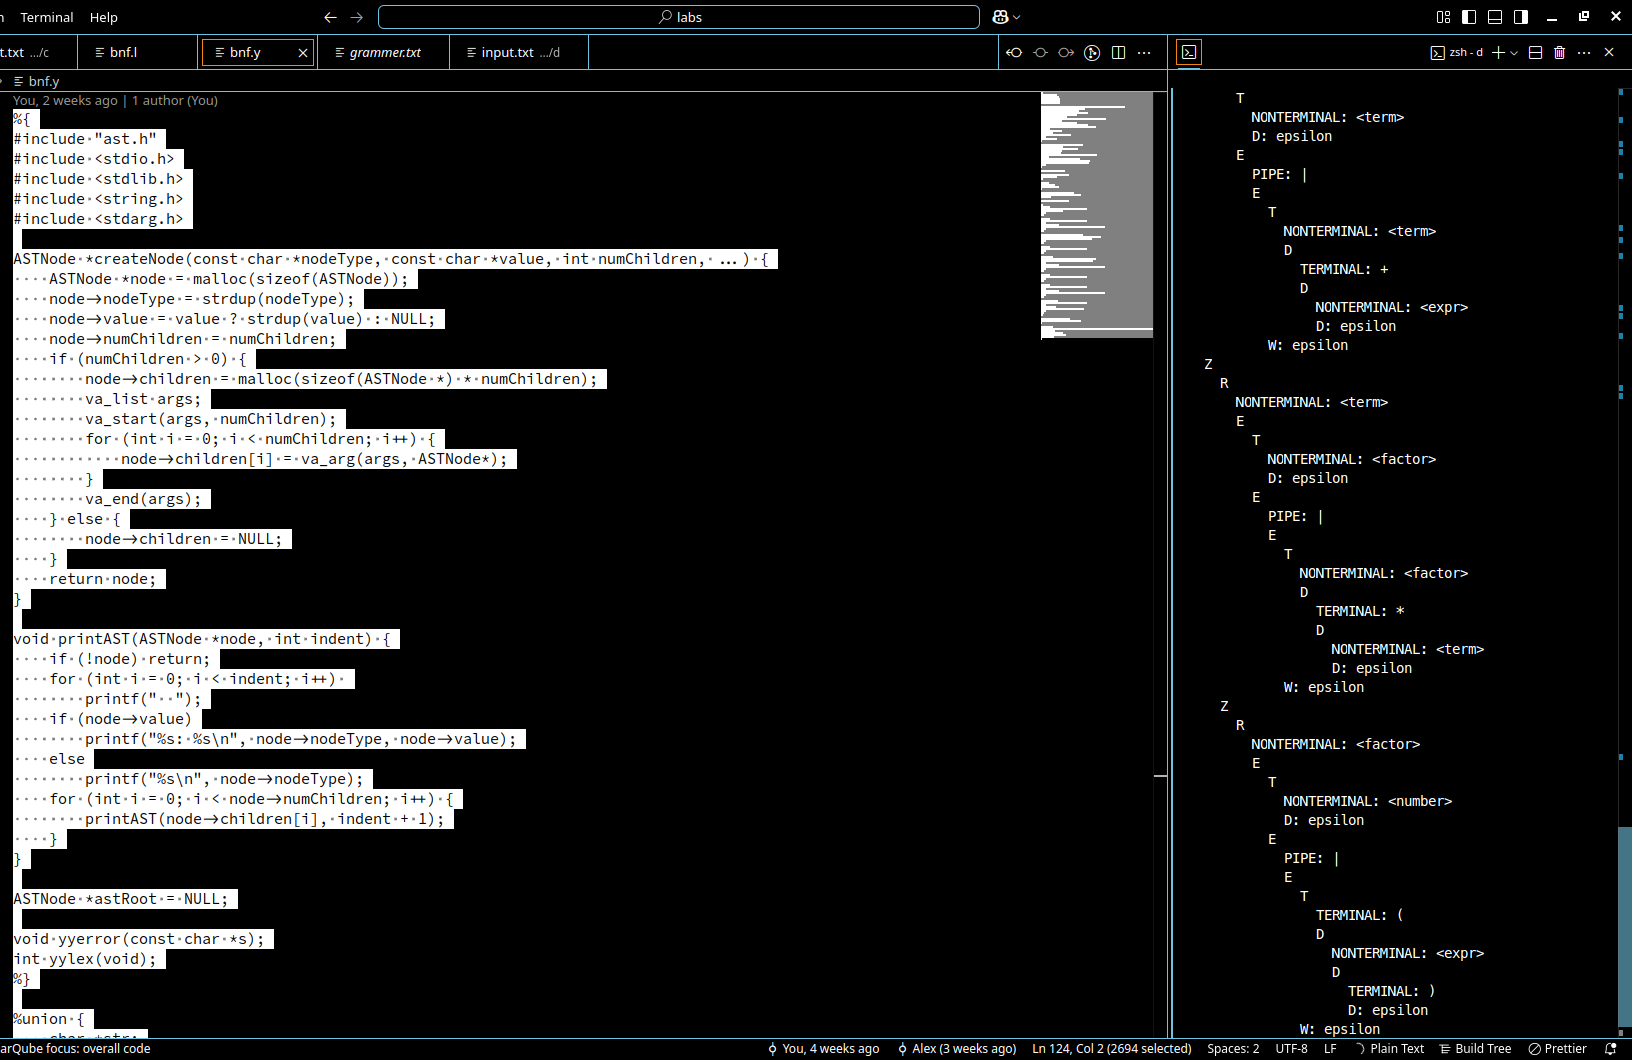 n Terminal Help labs
t.txt .../c bnf.l bnf.y grammer.txt input.txt .../d zsh - d
bnf.y
You, 2 weeks ago | 1 author (You)
%{
#include "ast.h"
#include <stdio.h>
#include <stdlib.h>
#include <string.h>
#include <stdarg.h>
ASTNode *createNode(const char *nodeType, const char *value, int numChildren, ...) {
    ASTNode *node = malloc(sizeof(ASTNode));
    node->nodeType = strdup(nodeType);
    node->value = value ? strdup(value) : NULL;
    node->numChildren = numChildren;
    if (numChildren > 0) {
        node->children = malloc(sizeof(ASTNode *) * numChildren);
        va_list args;
        va_start(args, numChildren);
        for (int i = 0; i < numChildren; i++) {
            node->children[i] = va_arg(args, ASTNode*);
        }
        va_end(args);
    } else {
        node->children = NULL;
    }
    return node;
}
void printAST(ASTNode *node, int indent) {
    if (!node) return;
    for (int i = 0; i < indent; i++)
        printf("  ");
    if (node->value)
        printf("%s: %s\n", node->nodeType, node->value);
    else
        printf("%s\n", node->nodeType);
    for (int i = 0; i < node->numChildren; i++) {
        printAST(node->children[i], indent + 1);
    }
}
ASTNode *astRoot = NULL;
void yyerror(const char *s);
int yylex(void);
%}
%union {
    char *str;
T
NONTERMINAL: <term>
D: epsilon
E
PIPE: |
E
T
NONTERMINAL: <term>
D
TERMINAL: +
D
NONTERMINAL: <expr>
D: epsilon
W: epsilon
Z
R
NONTERMINAL: <term>
E
T
NONTERMINAL: <factor>
D: epsilon
E
PIPE: |
E
T
NONTERMINAL: <factor>
D
TERMINAL: *
D
NONTERMINAL: <term>
D: epsilon
W: epsilon
Z
R
NONTERMINAL: <factor>
E
T
NONTERMINAL: <number>
D: epsilon
E
PIPE: |
E
T
TERMINAL: (
D
NONTERMINAL: <expr>
D
TERMINAL: )
D: epsilon
W: epsilon
arQube focus: overall code You, 4 weeks ago Alex (3 weeks ago) Ln 124, Col 2 (2694 selected) Spaces: 2 UTF-8 LF Plain Text Build Tree Prettier